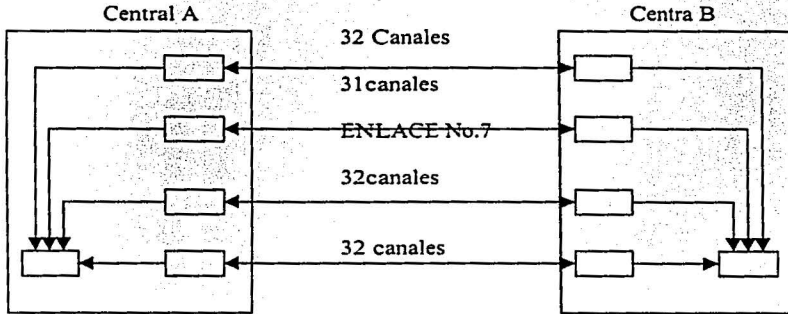 Central A
Centra B
32 Canales
31canales
ENLACE No.7
32canales
32 canales